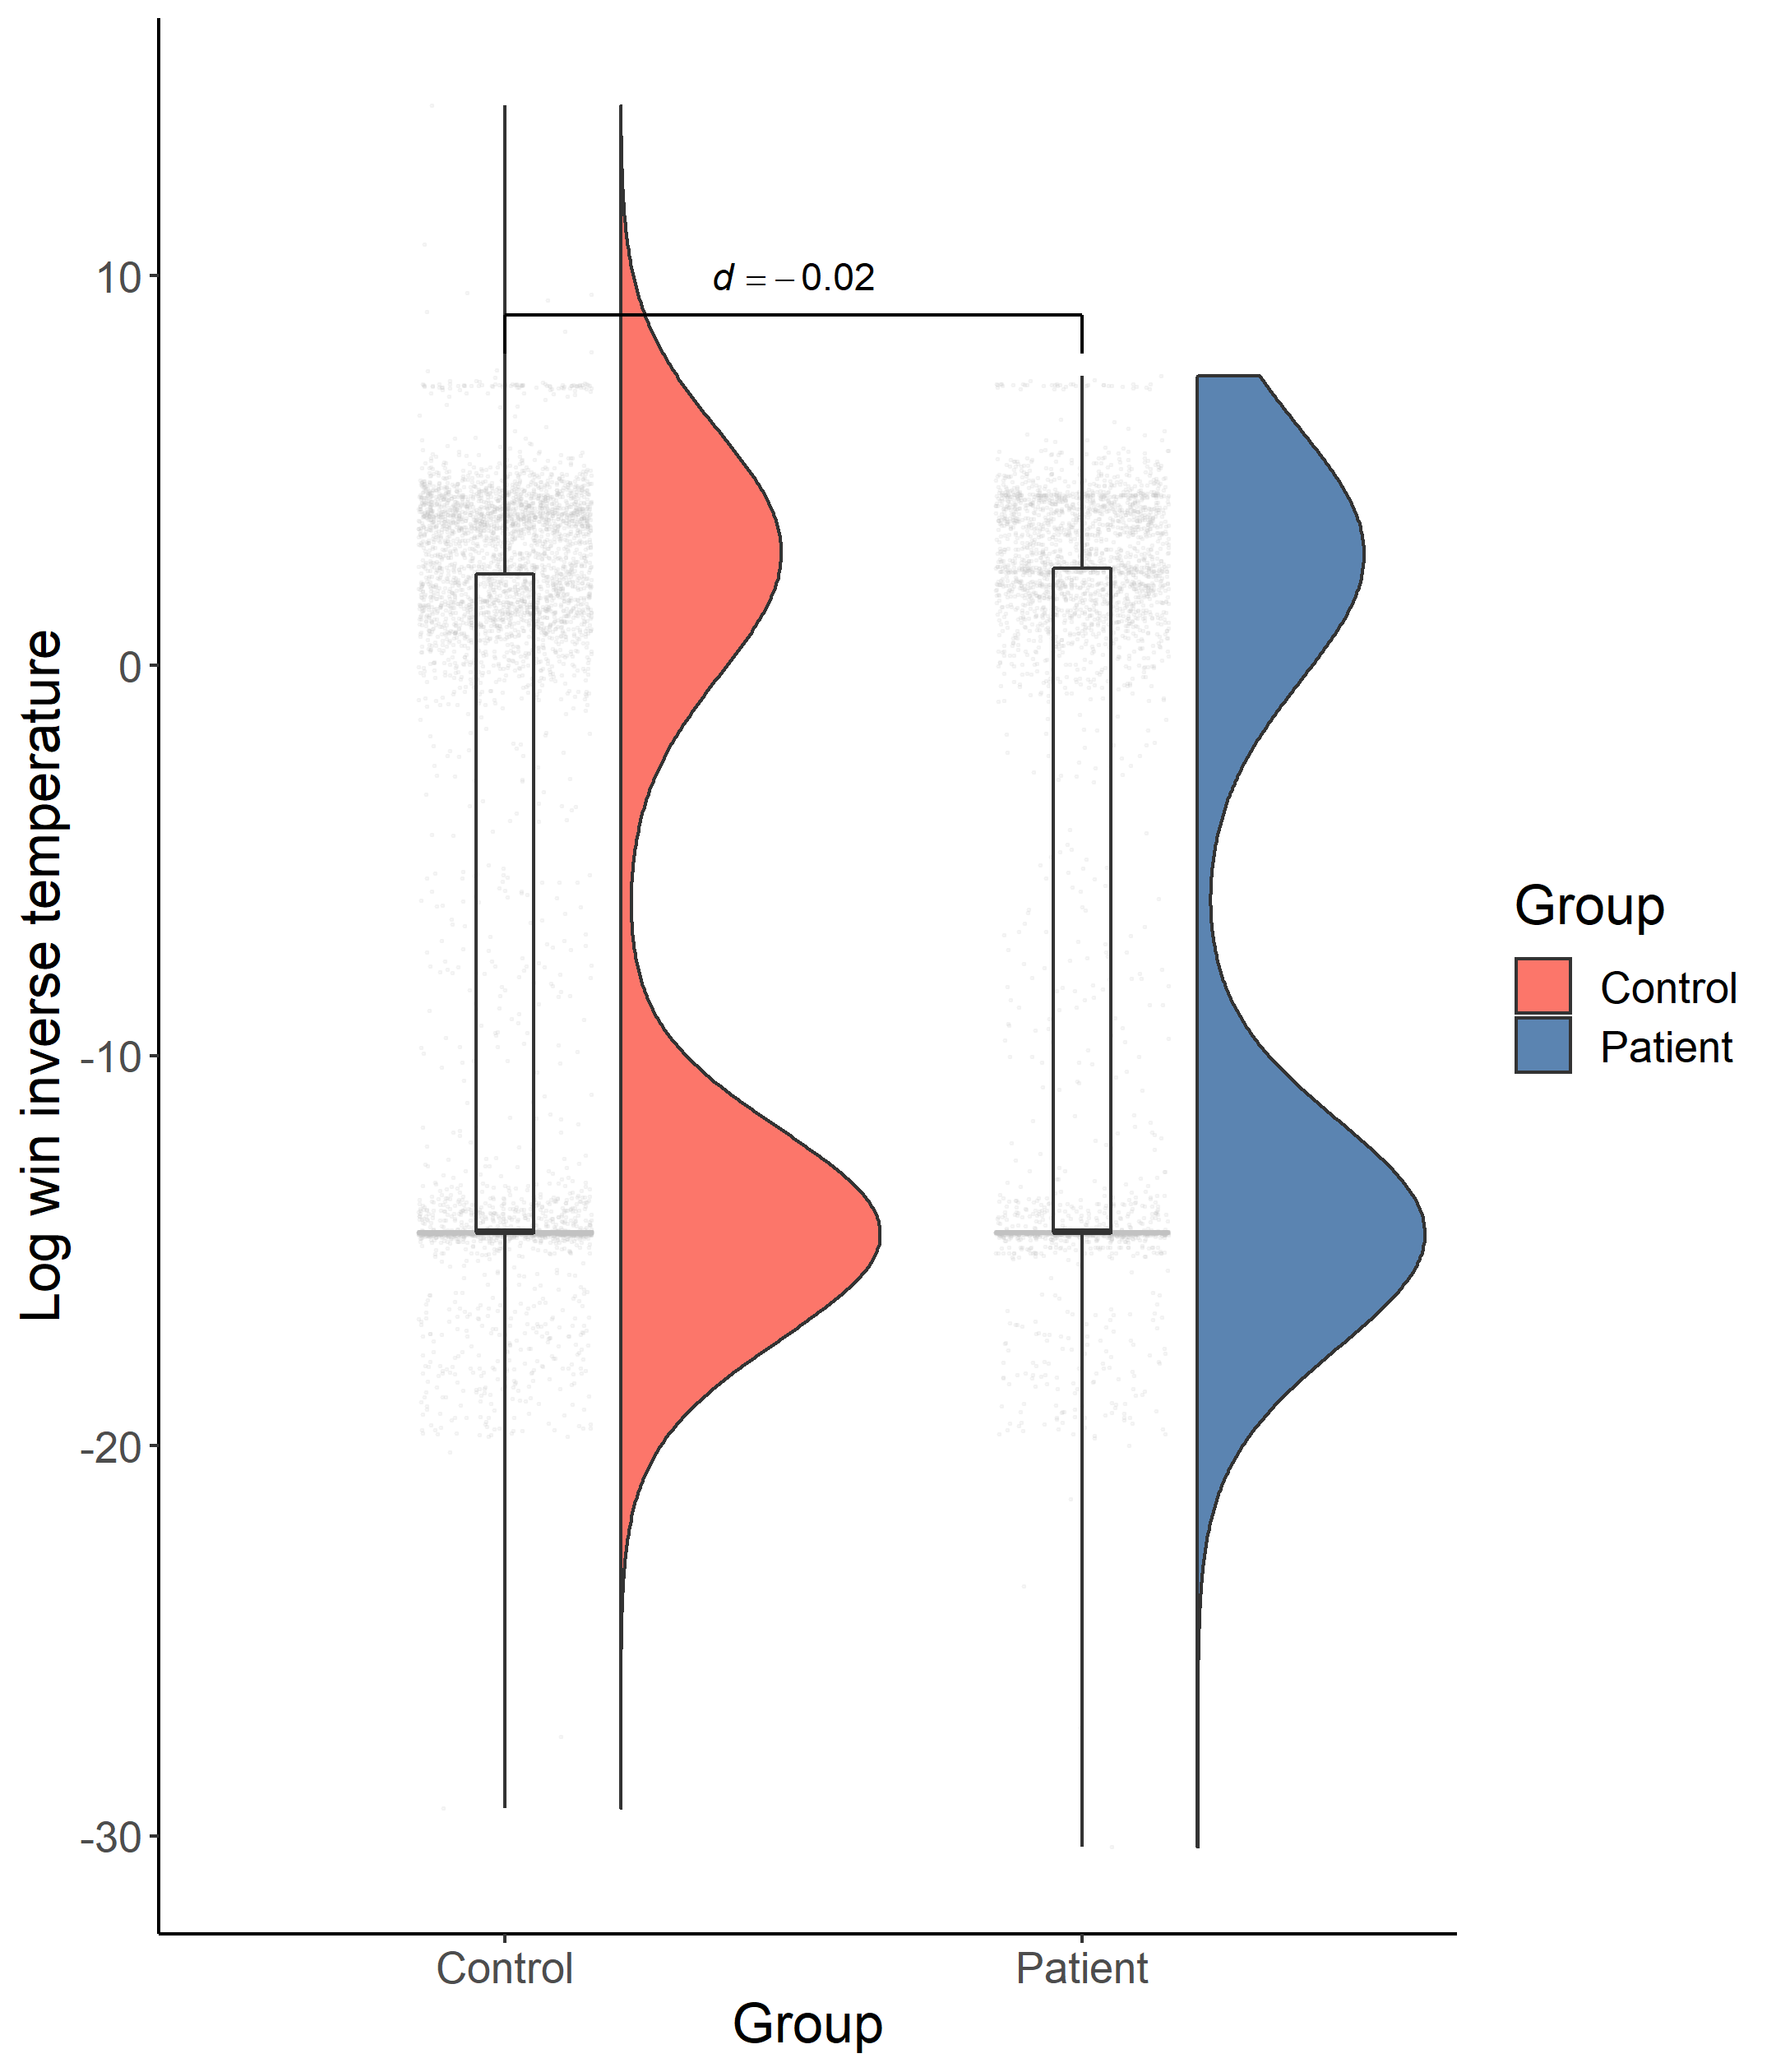 Log win inverse temperature
10
0
-10
-20
-30
d = − 0.02
Control
Patient
Group
Group
Control
Patient